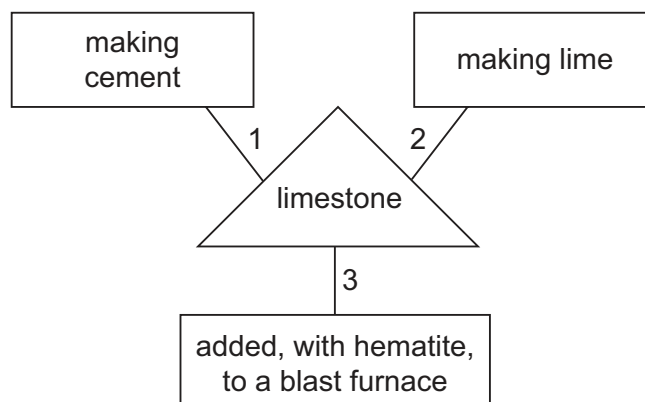 making
cement
making lime
1
2
limestone
3
added, with hematite,
to a blast furnace